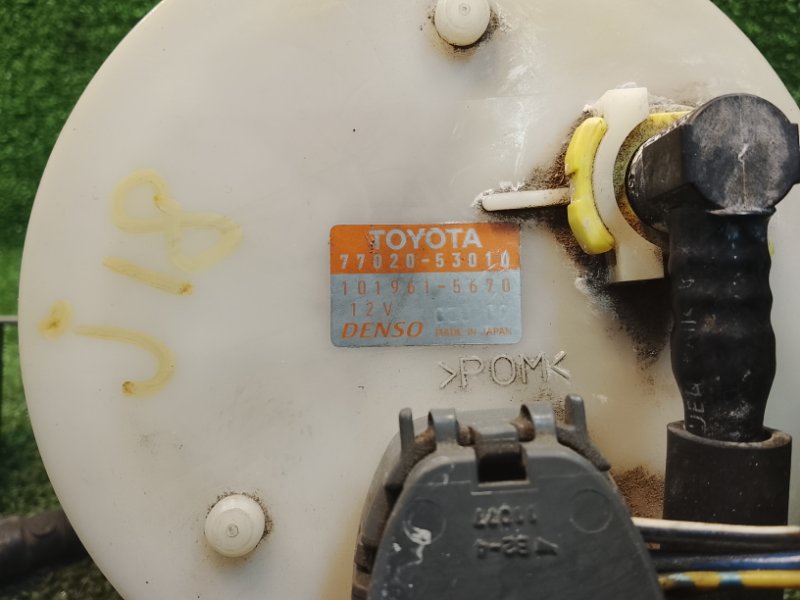 J18
TOYOTA
77020-53010
101961-5670
12V
DENSO MADE IN JAPAN
>POM<